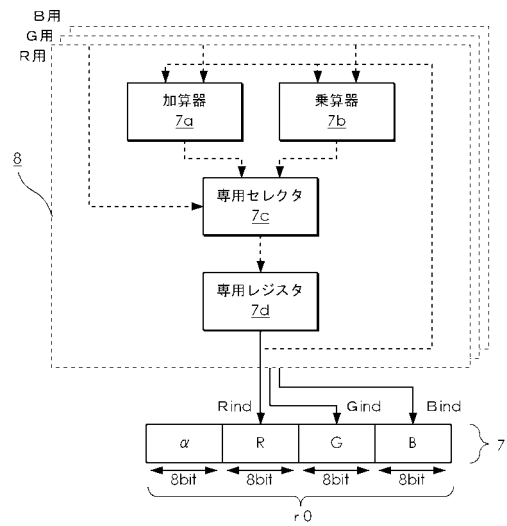 B用
G用
R用
8
加算器
7a
乗算器
7b
専用セレクタ
7c
専用レジスタ
7d
Rind
Gind
Bind
α
R
G
B
7
8bit
8bit
8bit
8bit
r0